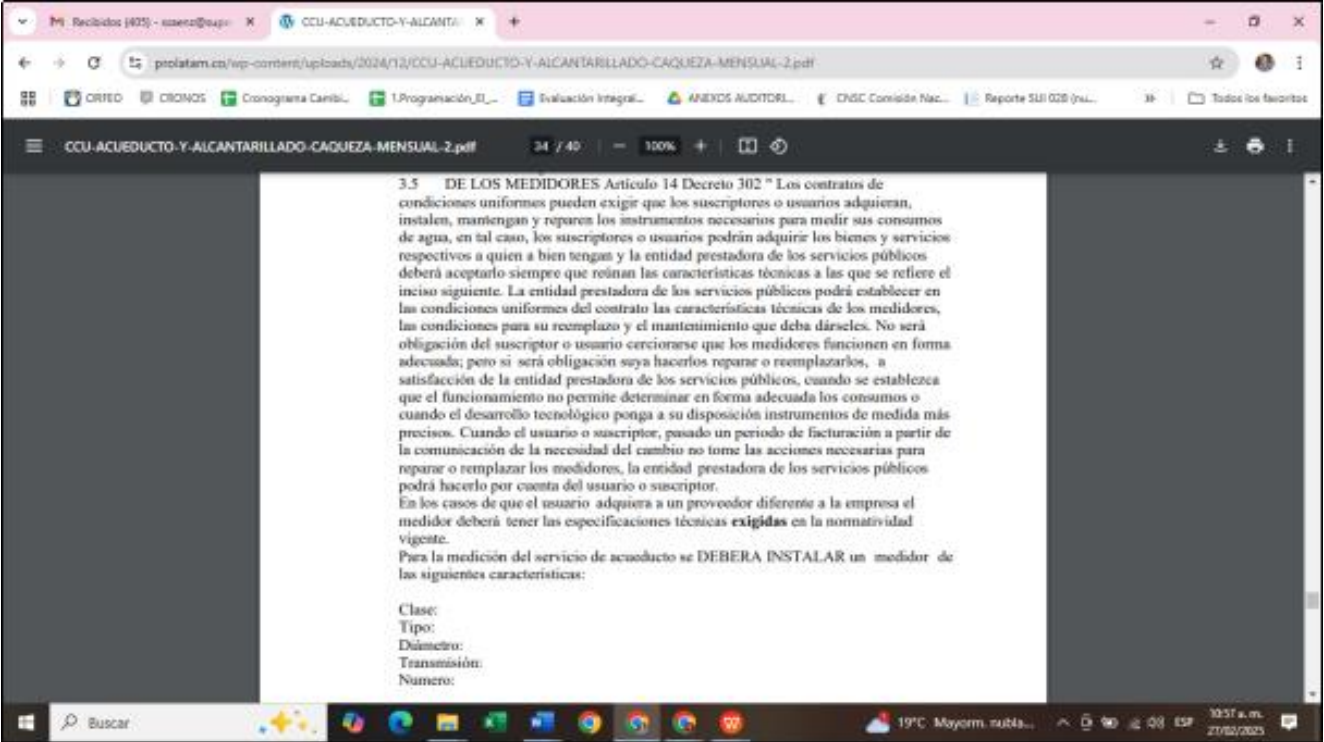 Recibidos (405) - ssaenz@supe
CCU-ACUEDUCTO-Y-ALCANTA
prolatam.co/wp-content/uploads/2024/12/CCU-ACUEDUCTO-Y-ALCANTARILLADO-CAQUEZA-MENSUAL-2.pdf
ORFEO CRONOS Cronograma Cambi... 1.Programación_El_... Evaluación Integral... ANEXOS AUDITORI... CNSC Comisión Nac... Reporte SUI 028 (nu... Todos los favoritos
CCU-ACUEDUCTO-Y-ALCANTARILLADO-CAQUEZA-MENSUAL-2.pdf 34 / 40 100%
3.5 DE LOS MEDIDORES Artículo 14 Decreto 302 " Los contratos de
condiciones uniformes pueden exigir que los suscriptores o usuarios adquieran,
instalen, mantengan y reparen los instrumentos necesarios para medir sus consumos
de agua, en tal caso, los suscriptores o usuarios podrán adquirir los bienes y servicios
respectivos a quien a bien tengan y la entidad prestadora de los servicios públicos
deberá aceptarlo siempre que reúnan las características técnicas a las que se refiere el
inciso siguiente. La entidad prestadora de los servicios públicos podrá establecer en
las condiciones uniformes del contrato las características técnicas de los medidores,
las condiciones para su reemplazo y el mantenimiento que deba dárseles. No será
obligación del suscriptor o usuario cerciorarse que los medidores funcionen en forma
adecuada; pero si será obligación suya hacerlos reparar o reemplazarlos, a
satisfacción de la entidad prestadora de los servicios públicos, cuando se establezca
que el funcionamiento no permite determinar en forma adecuada los consumos o
cuando el desarrollo tecnológico ponga a su disposición instrumentos de medida más
precisos. Cuando el usuario o suscriptor, pasado un periodo de facturación a partir de
la comunicación de la necesidad del cambio no tome las acciones necesarias para
reparar o remplazar los medidores, la entidad prestadora de los servicios públicos
podrá hacerlo por cuenta del usuario o suscriptor.
En los casos de que el usuario adquiera a un proveedor diferente a la empresa el
medidor deberá tener las especificaciones técnicas exigidas en la normatividad
vigente.
Para la medición del servicio de acueducto se DEBERA INSTALAR un medidor de
las siguientes características:
Clase:
Tipo:
Diámetro:
Transmisión:
Numero:
Buscar 19°C Mayorm. nubla... ESP 10:57 a. m.
27/02/2025